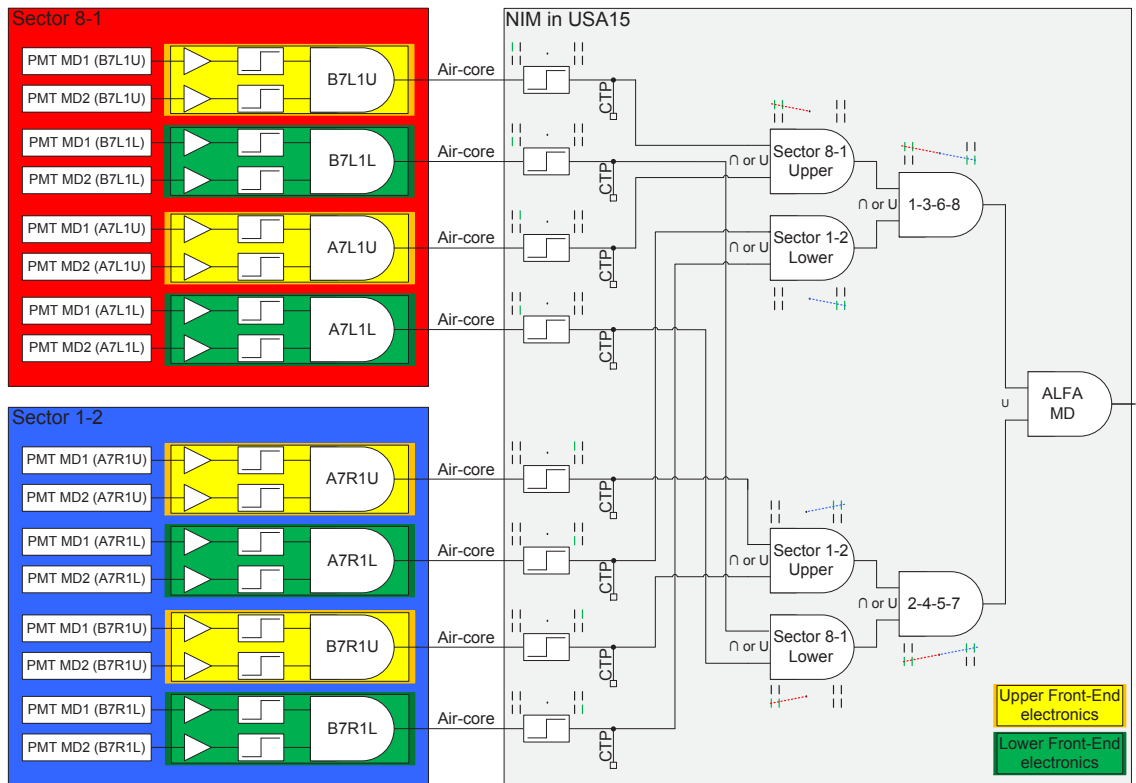 Sector 8-1
PMT MD1 (B7L1U)
PMT MD2 (B7L1U)
B7L1U
Air-core
PMT MD1 (B7L1L)
PMT MD2 (B7L1L)
B7L1L
Air-core
PMT MD1 (A7L1U)
PMT MD2 (A7L1U)
A7L1U
Air-core
PMT MD1 (A7L1L)
PMT MD2 (A7L1L)
A7L1L
Air-core
Sector 1-2
PMT MD1 (A7R1U)
PMT MD2 (A7R1U)
A7R1U
Air-core
PMT MD1 (A7R1L)
PMT MD2 (A7R1L)
A7R1L
Air-core
PMT MD1 (B7R1U)
PMT MD2 (B7R1U)
B7R1U
Air-core
PMT MD1 (B7R1L)
PMT MD2 (B7R1L)
B7R1L
Air-core
NIM in USA15
CTP
CTP
CTP
CTP
CTP
CTP
CTP
CTP
∩ or U
Sector 8-1
Upper
∩ or U
Sector 1-2
Lower
∩ or U
1-3-6-8
∩ or U
Sector 1-2
Upper
∩ or U
Sector 8-1
Lower
∩ or U
2-4-5-7
U
ALFA
MD
Upper Front-End
electronics
Lower Front-End
electronics